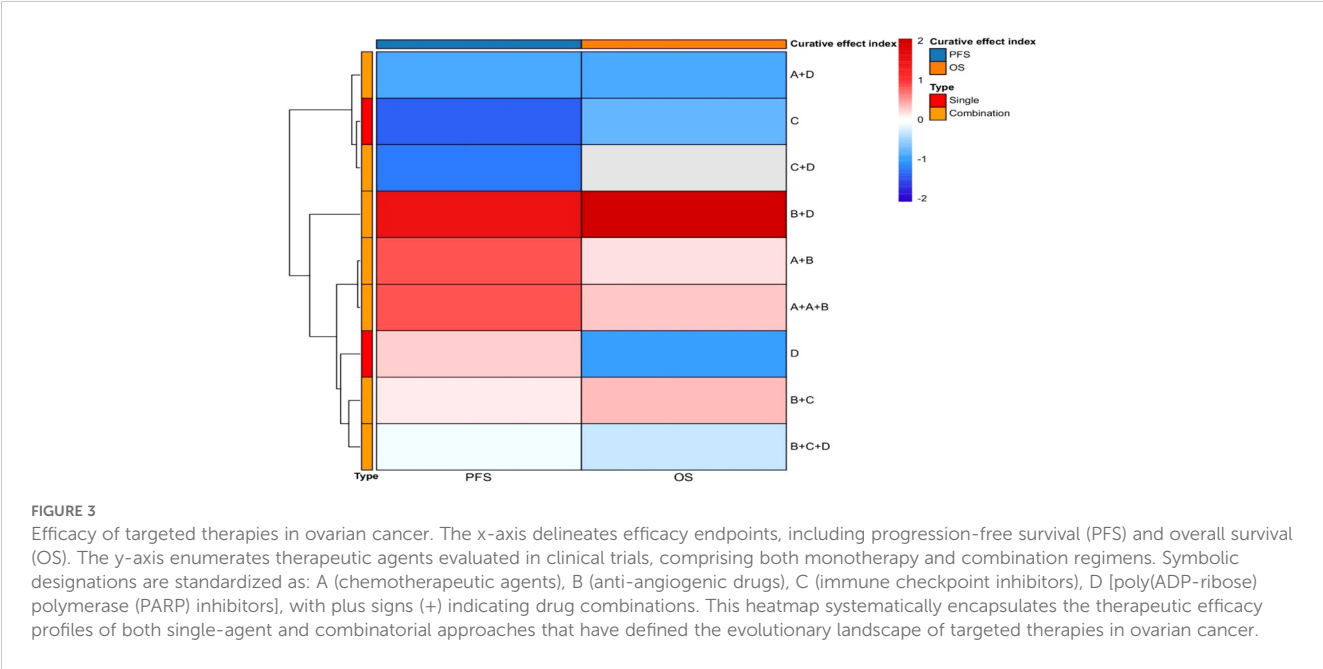 Curative effect index
A+D
C
C+D
B+D
A+B
A+A+B
D
B+C
B+C+D
Type
PFS
OS
2
1
0
-1
-2
Curative effect index
PFS
OS
Type
Single
Combination
FIGURE 3
Efficacy of targeted therapies in ovarian cancer. The x-axis delineates efficacy endpoints, including progression-free survival (PFS) and overall survival
(OS). The y-axis enumerates therapeutic agents evaluated in clinical trials, comprising both monotherapy and combination regimens. Symbolic
designations are standardized as: A (chemotherapeutic agents), B (anti-angiogenic drugs), C (immune checkpoint inhibitors), D [poly(ADP-ribose)
polymerase (PARP) inhibitors], with plus signs (+) indicating drug combinations. This heatmap systematically encapsulates the therapeutic efficacy
profiles of both single-agent and combinatorial approaches that have defined the evolutionary landscape of targeted therapies in ovarian cancer.